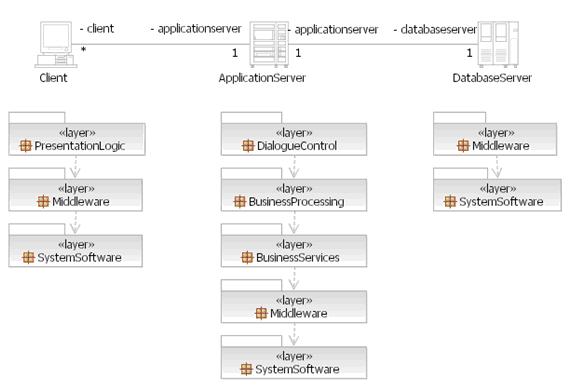 - client - applicationserver - applicationserver - databaseserver
* 1 1 1
Client ApplicationServer DatabaseServer
«layer» «layer» «layer»
PresentationLogic DialogueControl Middleware
«layer» «layer» «layer»
Middleware BusinessProcessing SystemSoftware
«layer» «layer»
SystemSoftware BusinessServices
«layer»
Middleware
«layer»
SystemSoftware